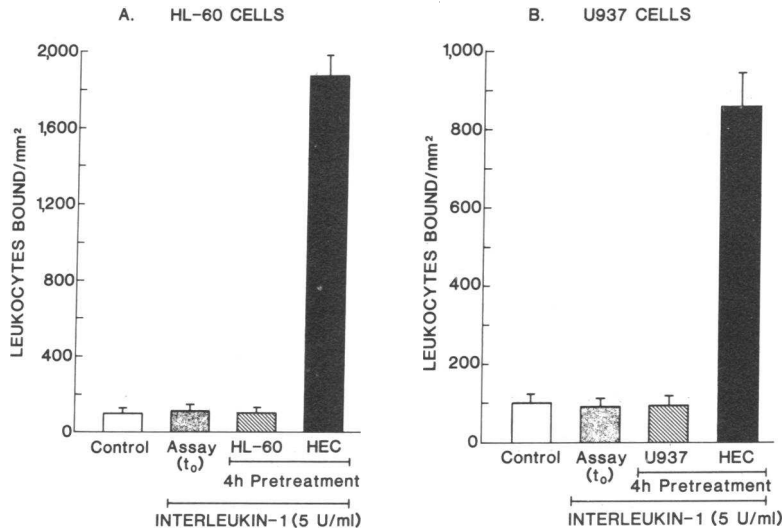 A. HL-60 CELLS
LEUKOCYTES BOUND/mm²
2,000
1,600
1,200
800
400
0
Control
Assay
(t₀)
HL-60
HEC
4h Pretreatment
INTERLEUKIN-1 (5 U/ml)
B. U937 CELLS
LEUKOCYTES BOUND/mm²
1,000
800
600
400
200
0
Control
Assay
(t₀)
U937
HEC
4h Pretreatment
INTERLEUKIN-1 (5 U/ml)